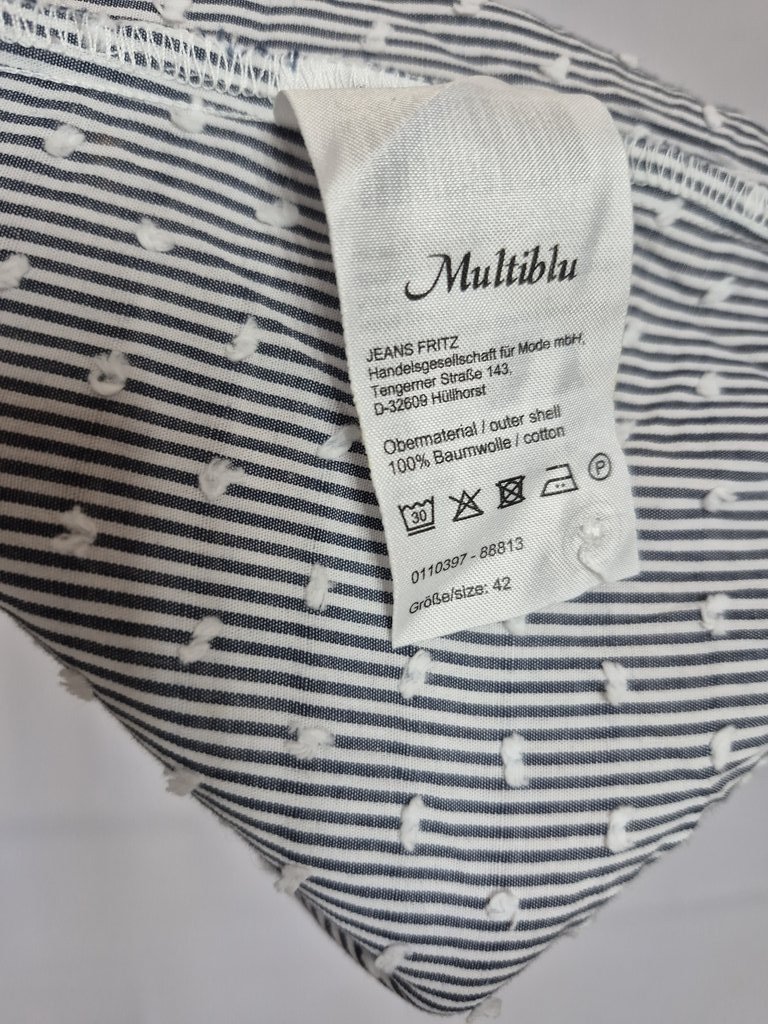 Multiblu
JEANS FRITZ
Handelsgesellschaft für Mode mbH,
Tengerner Straße 143,
D-32609 Hüllhorst
Obermaterial / outer shell
100% Baumwolle / cotton
30 P
0110397 - 88813
Größe/size: 42